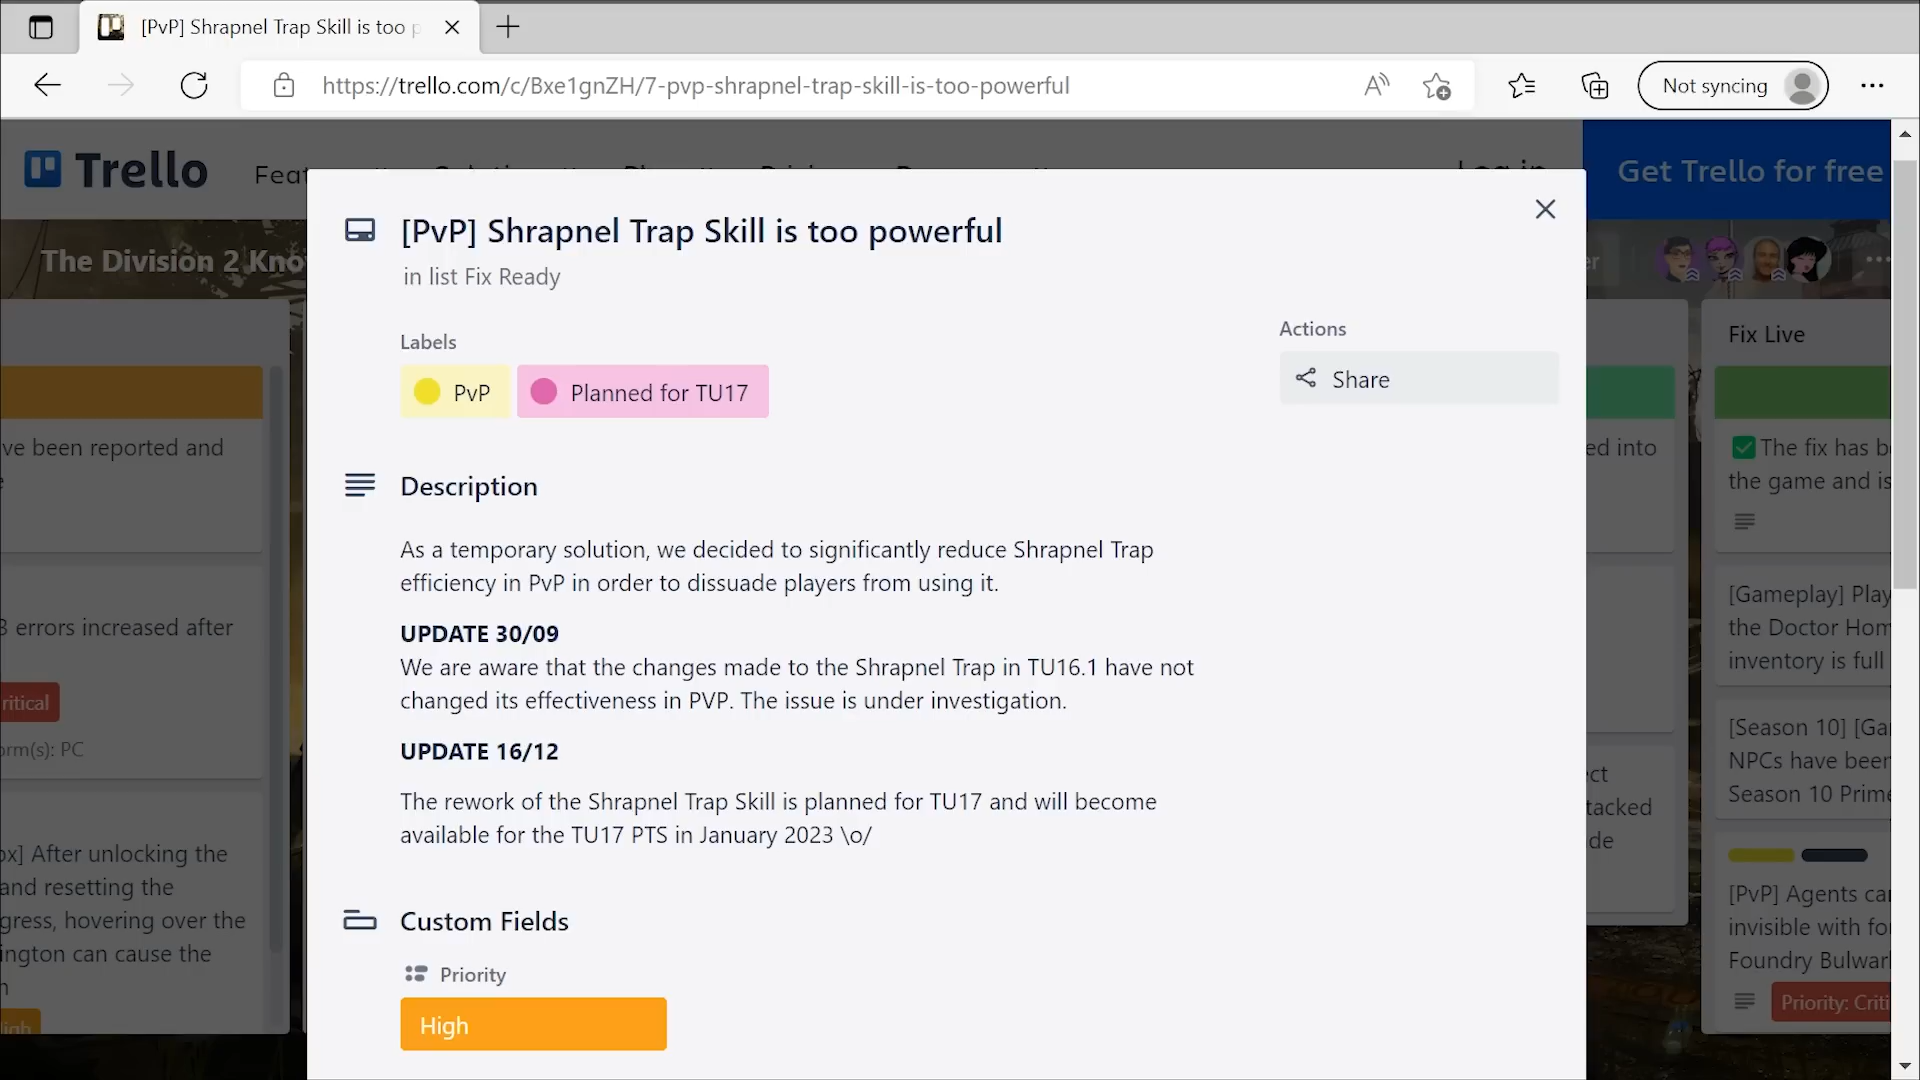 [PvP] Shrapnel Trap Skill is too p
https://trello.com/c/Bxe1gnZH/7-pvp-shrapnel-trap-skill-is-too-powerful
Not syncing
Trello
Log in
Get Trello for free
The Division 2
[PvP] Shrapnel Trap Skill is too powerful
in list Fix Ready
Labels
PvP
Planned for TU17
Actions
Share
Description
As a temporary solution, we decided to significantly reduce Shrapnel Trap
efficiency in PvP in order to dissuade players from using it.
UPDATE 30/09
We are aware that the changes made to the Shrapnel Trap in TU16.1 have not
changed its effectiveness in PVP. The issue is under investigation.
UPDATE 16/12
The rework of the Shrapnel Trap Skill is planned for TU17 and will become
available for the TU17 PTS in January 2023 \o/
Custom Fields
Priority
High
ve been reported and
errors increased after
ritical
orm(s): PC
ox] After unlocking the
and resetting the
gress, hovering over the
ington can cause the
ed into
ct
tacked
de
Fix Live
The fix has b
the game and is
[Gameplay] Play
the Doctor Hom
inventory is full
[Season 10] [Ga
NPCs have been
Season 10 Prime
[PvP] Agents ca
invisible with fo
Foundry Bulwar
Priority: Criti